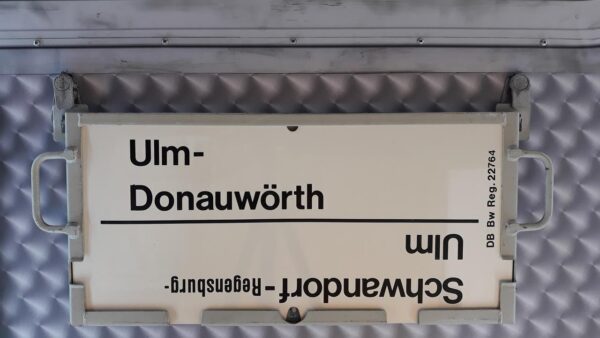 Ulm-
Donauwörth
Schwandorf-Regensburg-
Ulm
DB Bw Reg. 22764